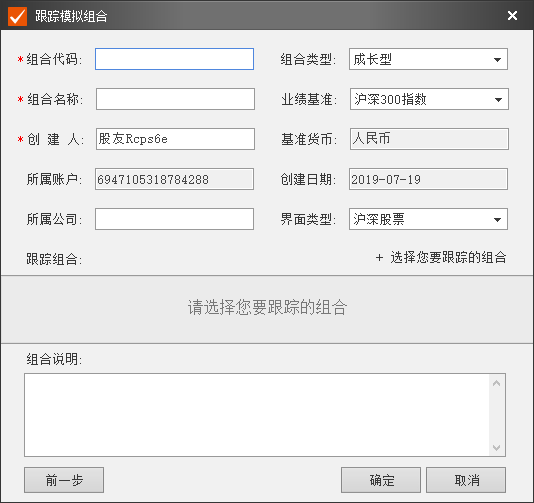 跟踪模拟组合
*组合代码: 组合类型: 成长型
*组合名称: 业绩基准: 沪深300指数
*创 建 人: 股友Rcps6e 基准货币: 人民币
所属账户: 6947105318784288 创建日期: 2019-07-19
所属公司: 界面类型: 沪深股票
跟踪组合: + 选择您要跟踪的组合
请选择您要跟踪的组合
组合说明:
前一步 确定 取消